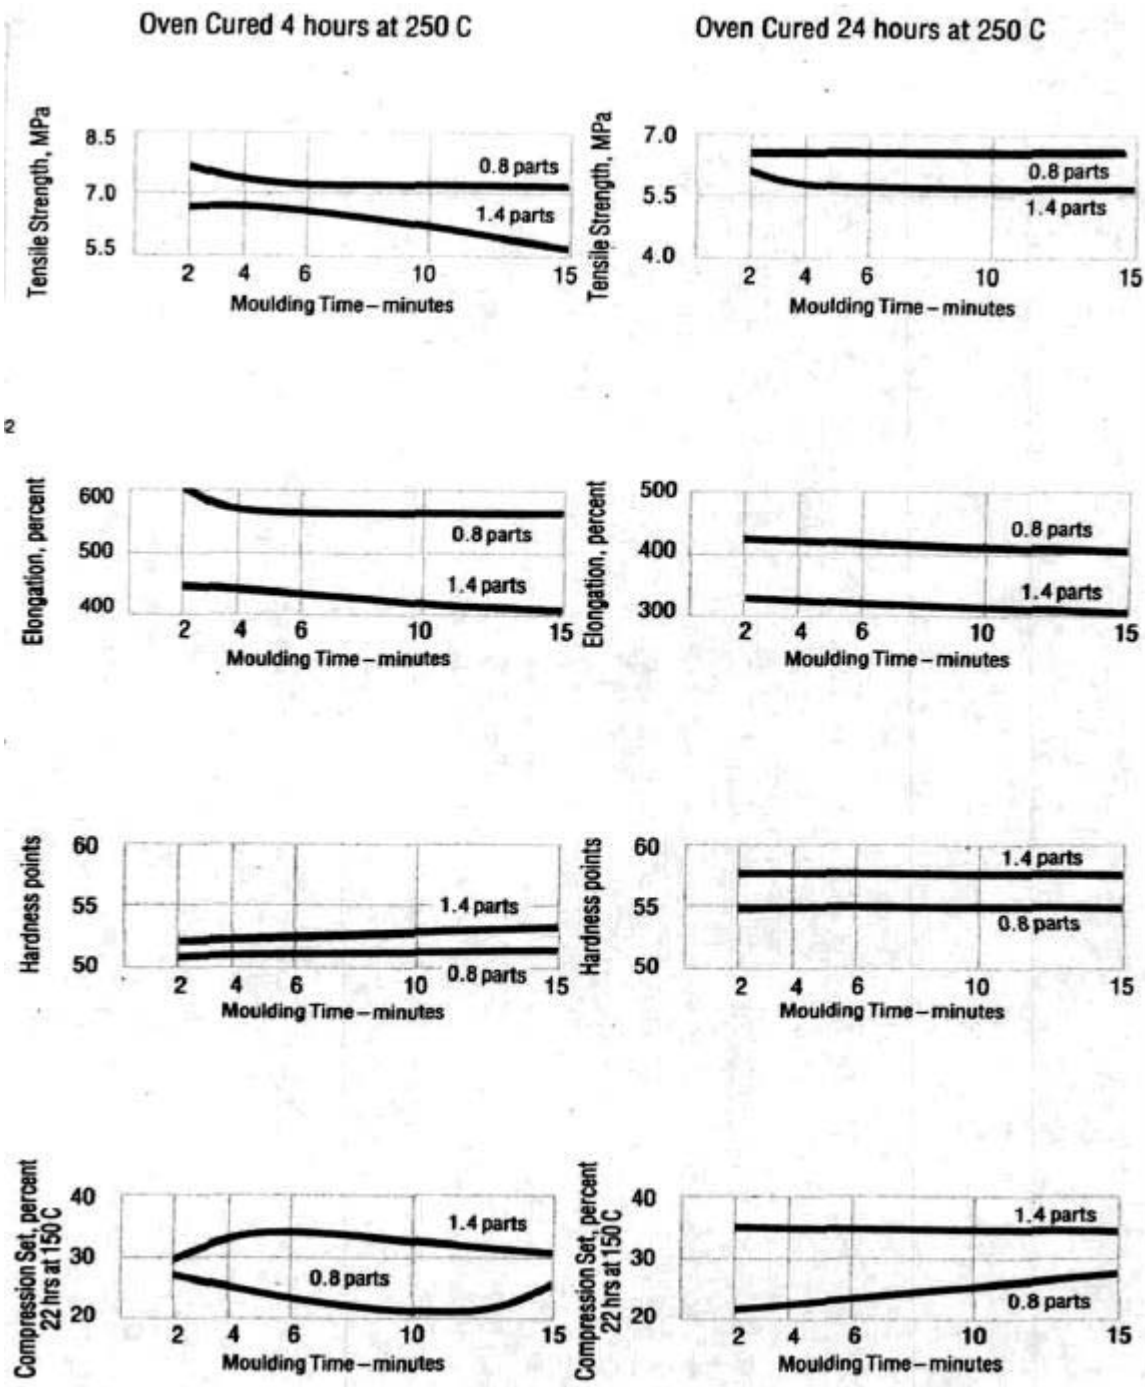 Oven Cured 4 hours at 250 C
Oven Cured 24 hours at 250 C
Tensile Strength, MPa
8.5
7.0
5.5
0.8 parts
1.4 parts
2 4 6 10 15
Moulding Time – minutes
Tensile Strength, MPa
7.0
5.5
4.0
0.8 parts
1.4 parts
2 4 6 10 15
Moulding Time – minutes
2
Elongation, percent
600
500
400
0.8 parts
1.4 parts
2 4 6 10 15
Moulding Time – minutes
Elongation, percent
500
400
300
0.8 parts
1.4 parts
2 4 6 10 15
Moulding Time – minutes
Hardness points
60
55
50
1.4 parts
0.8 parts
2 4 6 10 15
Moulding Time – minutes
Hardness points
60
55
50
1.4 parts
0.8 parts
2 4 6 10 15
Moulding Time – minutes
Compression Set, percent
22 hrs at 150 C
40
30
20
1.4 parts
0.8 parts
2 4 6 10 15
Moulding Time – minutes
Compression Set, percent
22 hrs at 150 C
40
30
20
1.4 parts
0.8 parts
2 4 6 10 15
Moulding Time – minutes